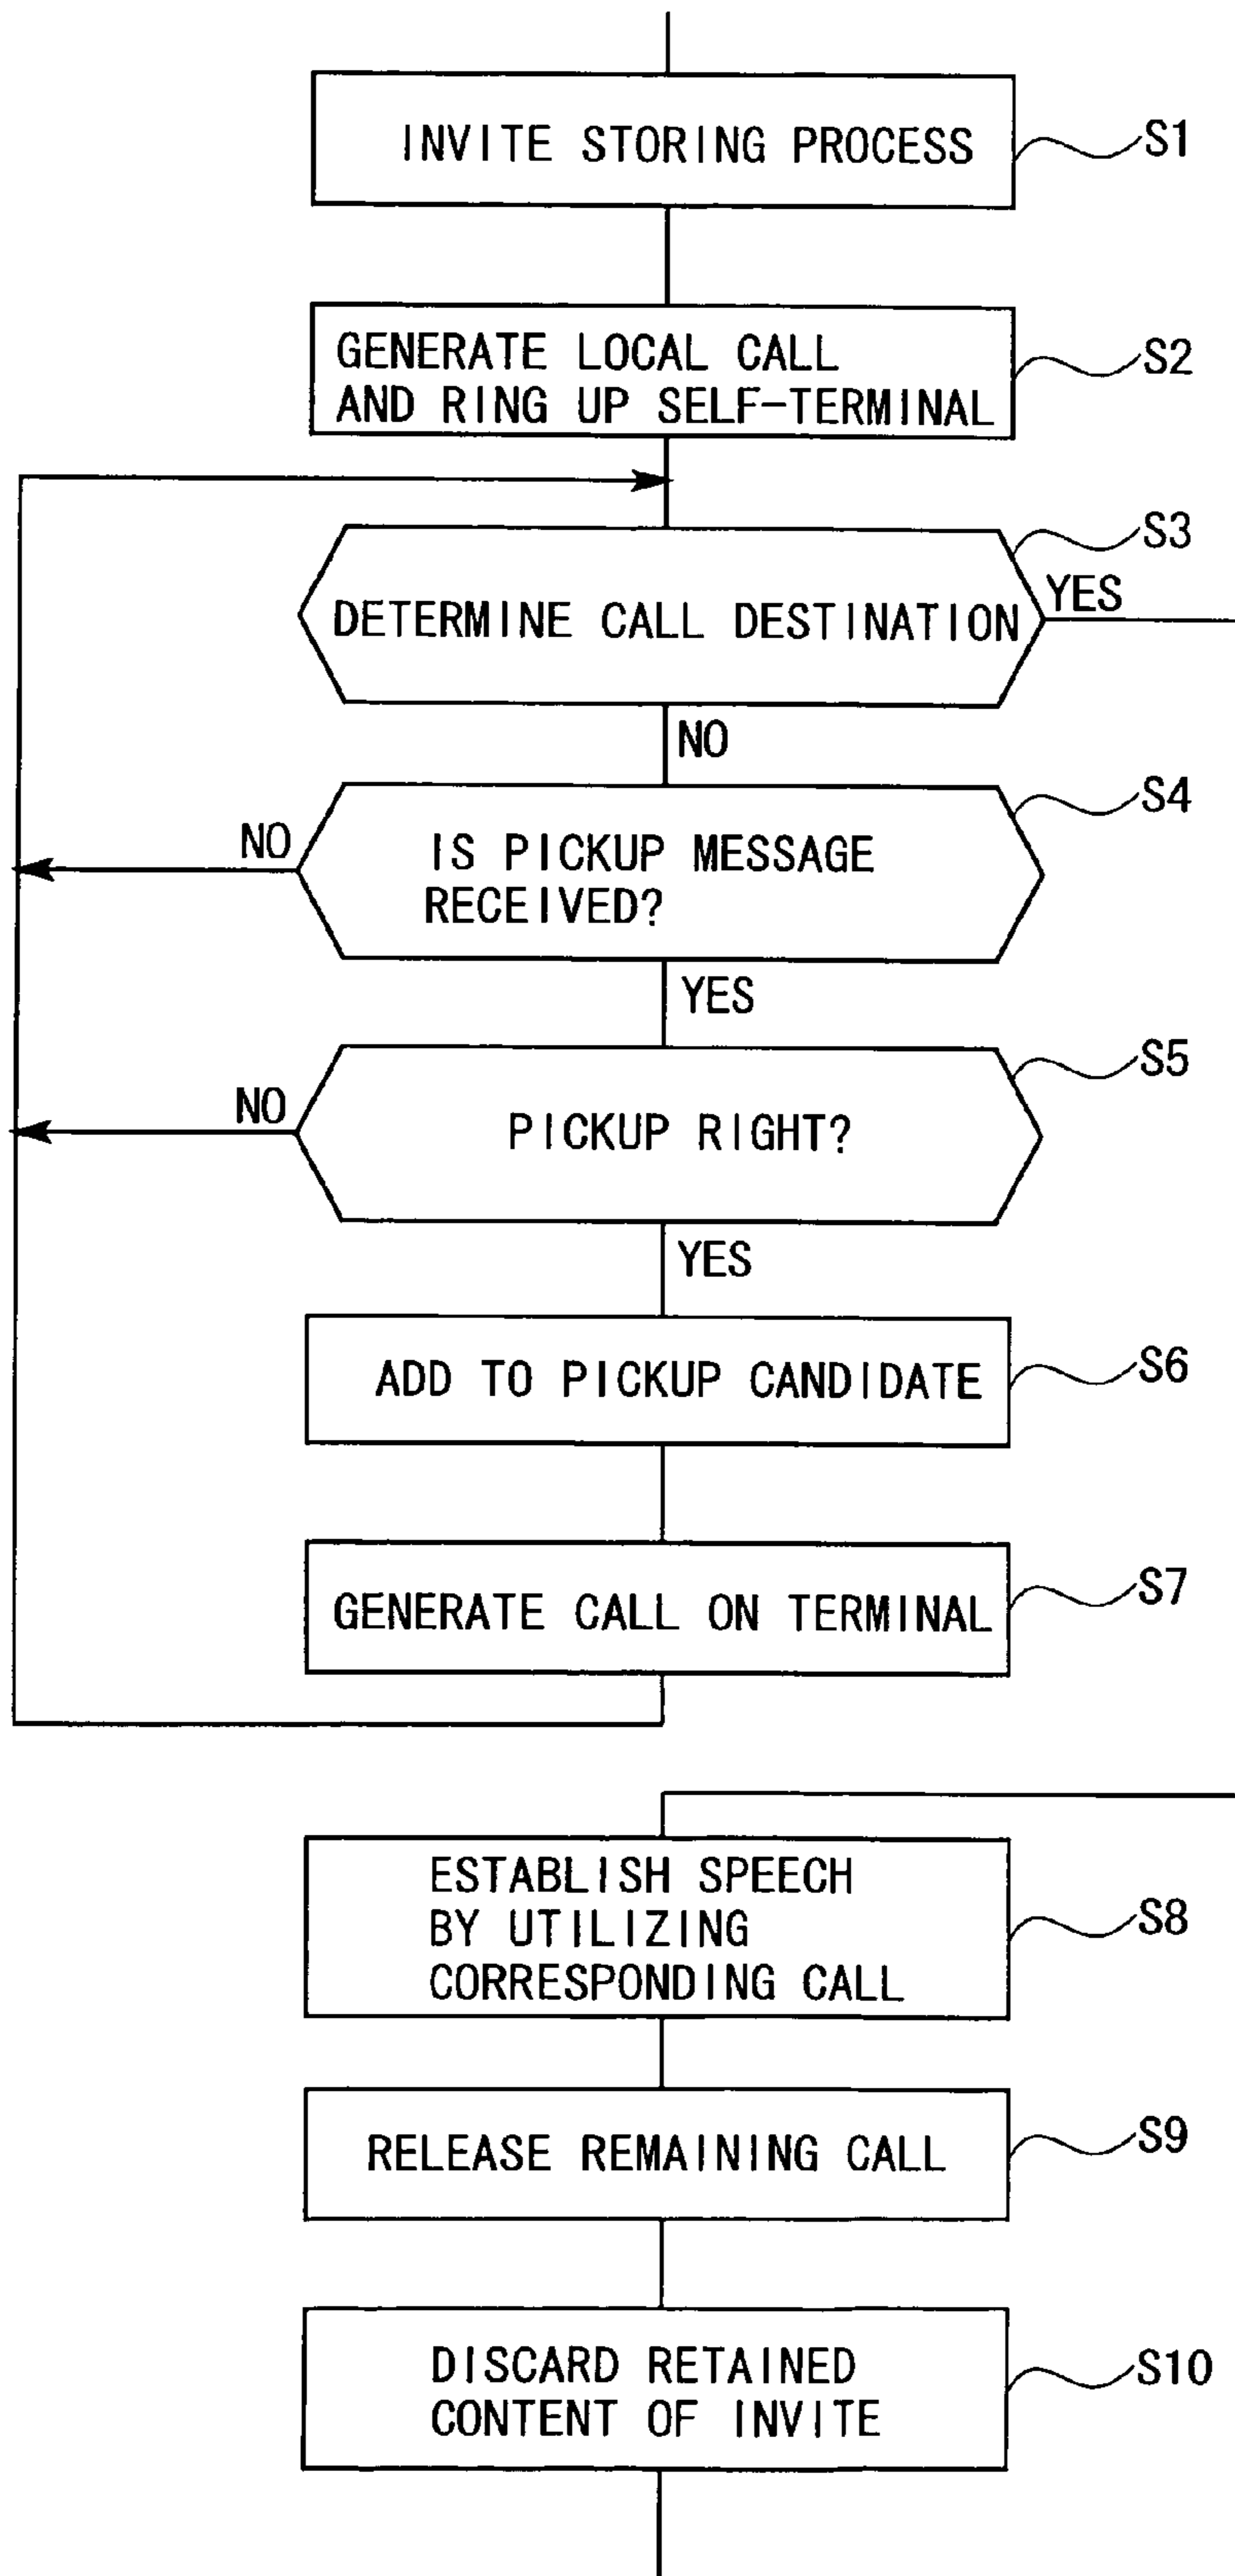 INVITE STORING PROCESS
S1
GENERATE LOCAL CALL
AND RING UP SELF-TERMINAL
S2
S3
DETERMINE CALL DESTINATION
YES
NO
S4
NO
IS PICKUP MESSAGE
RECEIVED?
YES
S5
NO
PICKUP RIGHT?
YES
ADD TO PICKUP CANDIDATE
S6
GENERATE CALL ON TERMINAL
S7
ESTABLISH SPEECH
BY UTILIZING
CORRESPONDING CALL
S8
RELEASE REMAINING CALL
S9
DISCARD RETAINED
CONTENT OF INVITE
S10